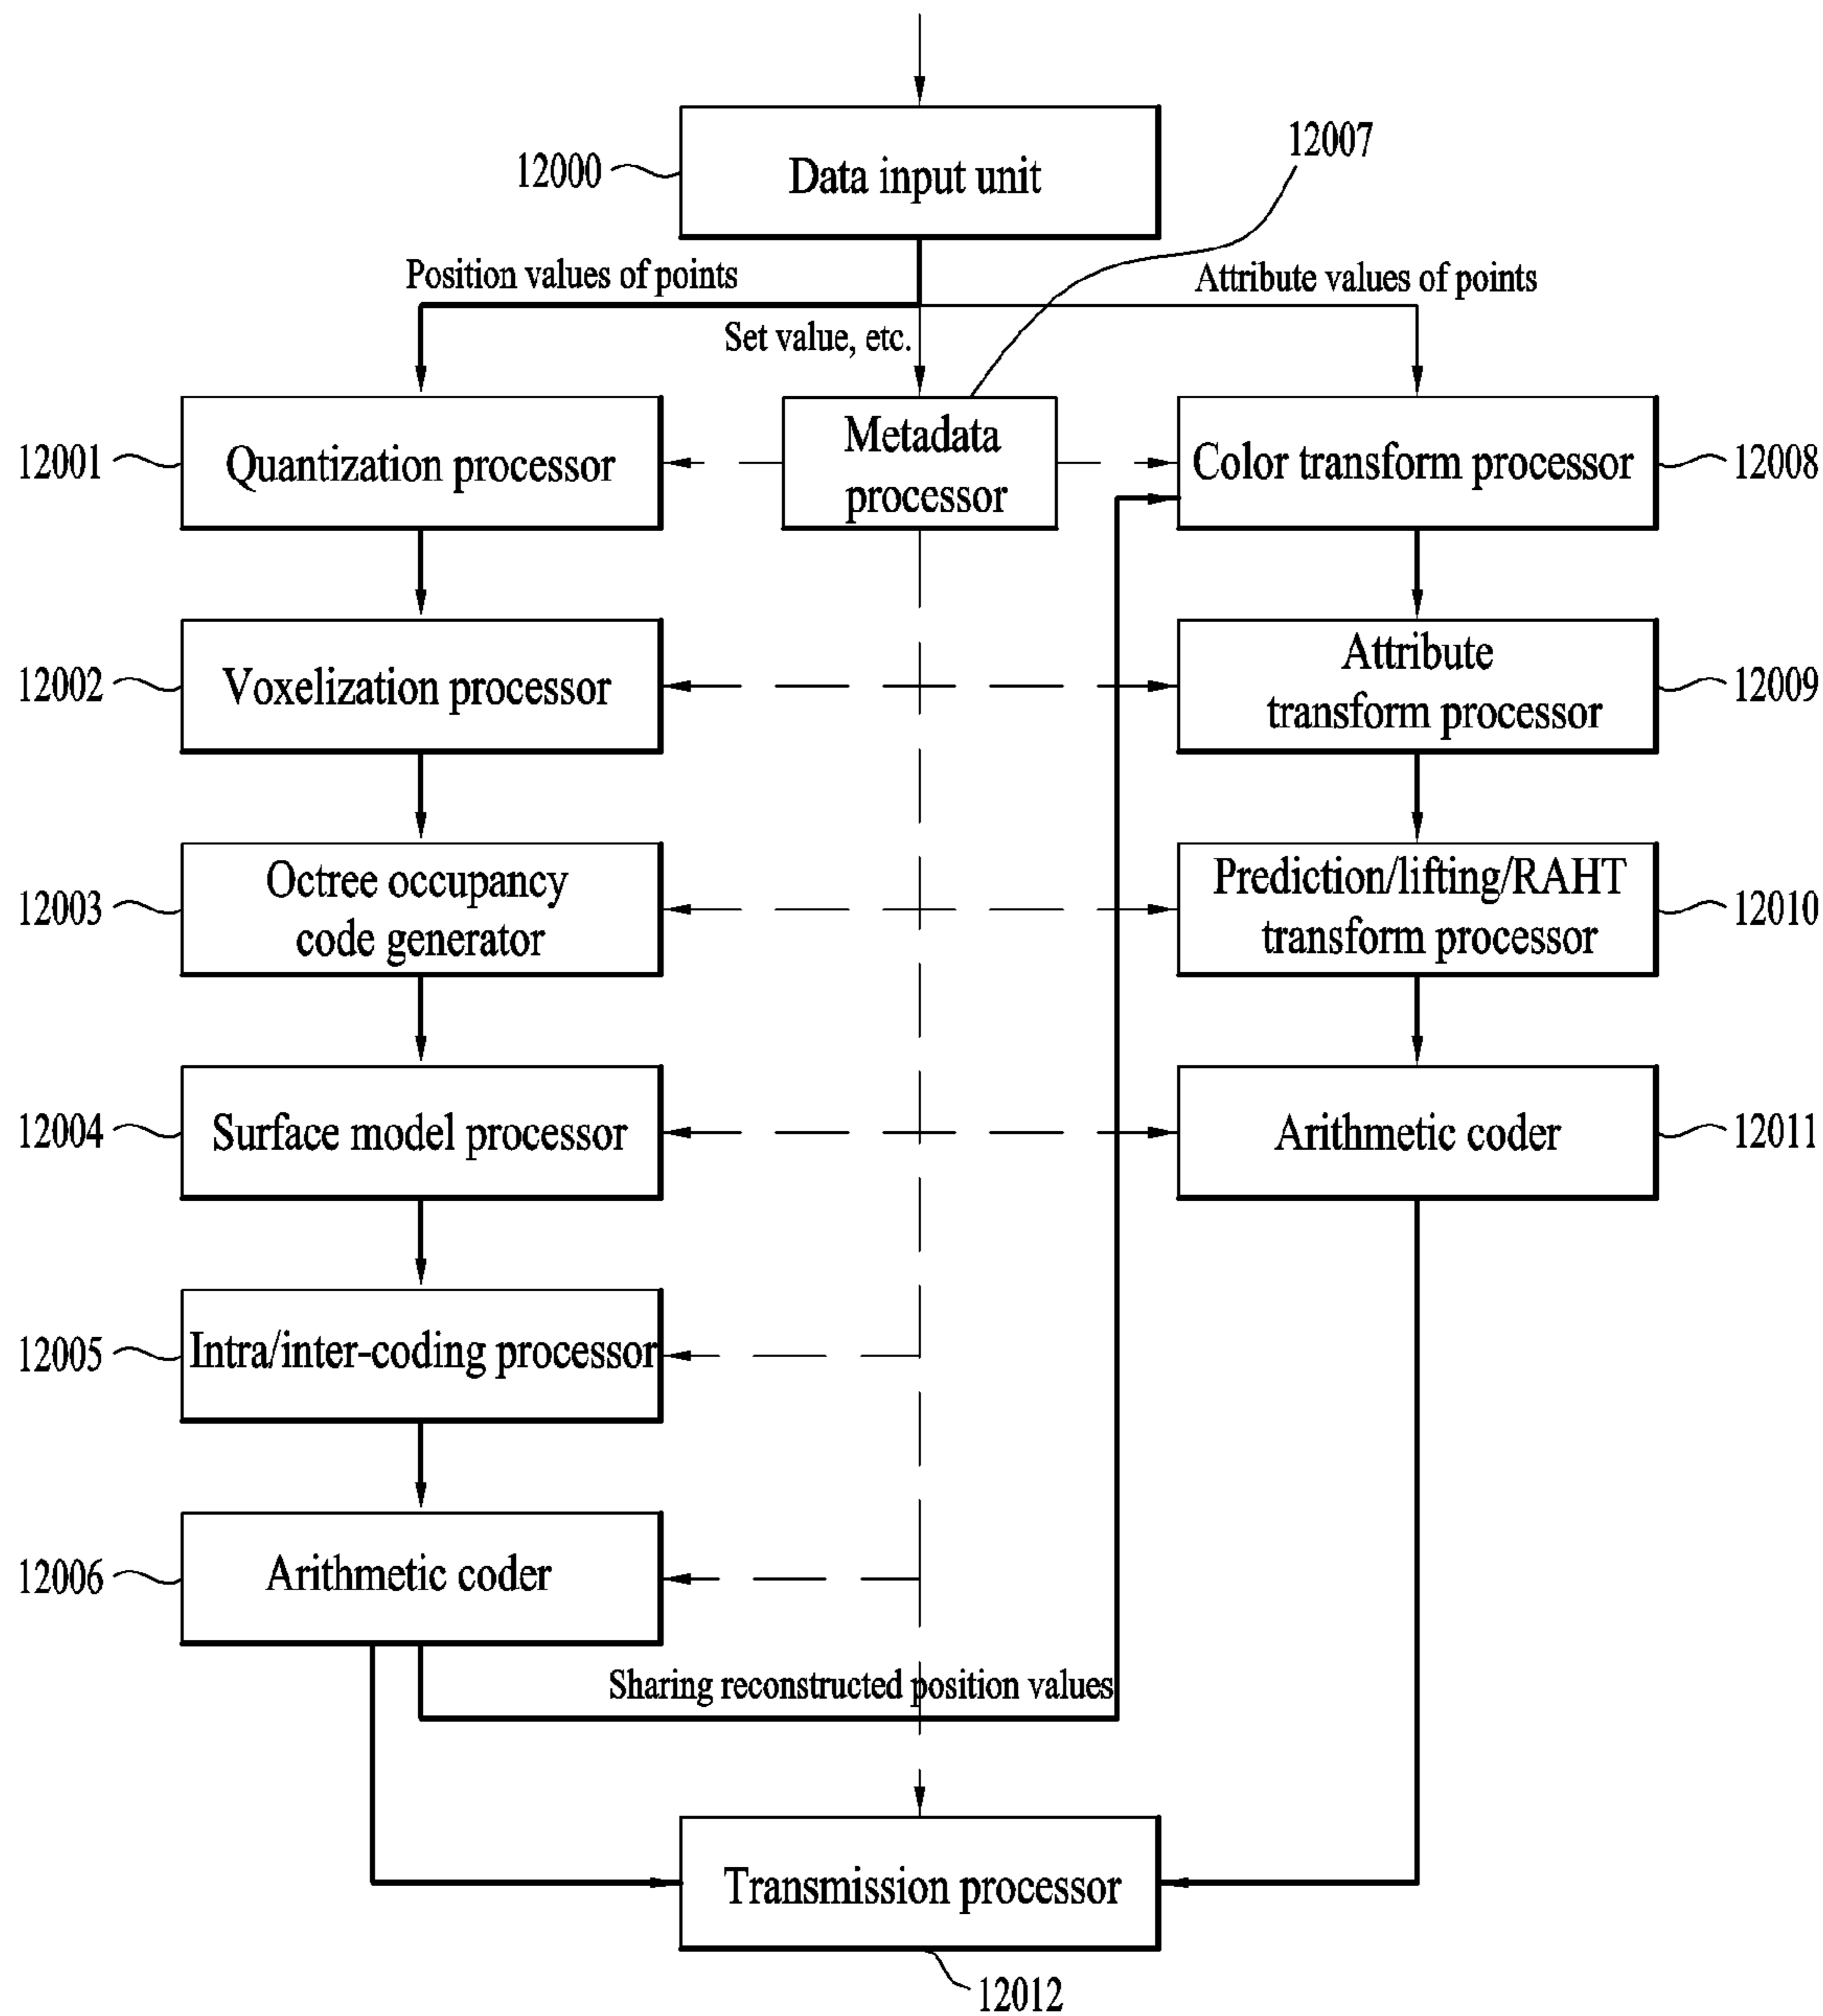 12000
Data input unit
12007
Position values of points
Set value, etc.
Attribute values of points
12001
Quantization processor
Metadata
processor
Color transform processor
12008
12002
Voxelization processor
Attribute
transform processor
12009
12003
Octree occupancy
code generator
Prediction/lifting/RAHT
transform processor
12010
12004
Surface model processor
Arithmetic coder
12011
12005
Intra/inter-coding processor
12006
Arithmetic coder
Sharing reconstructed position values
Transmission processor
12012